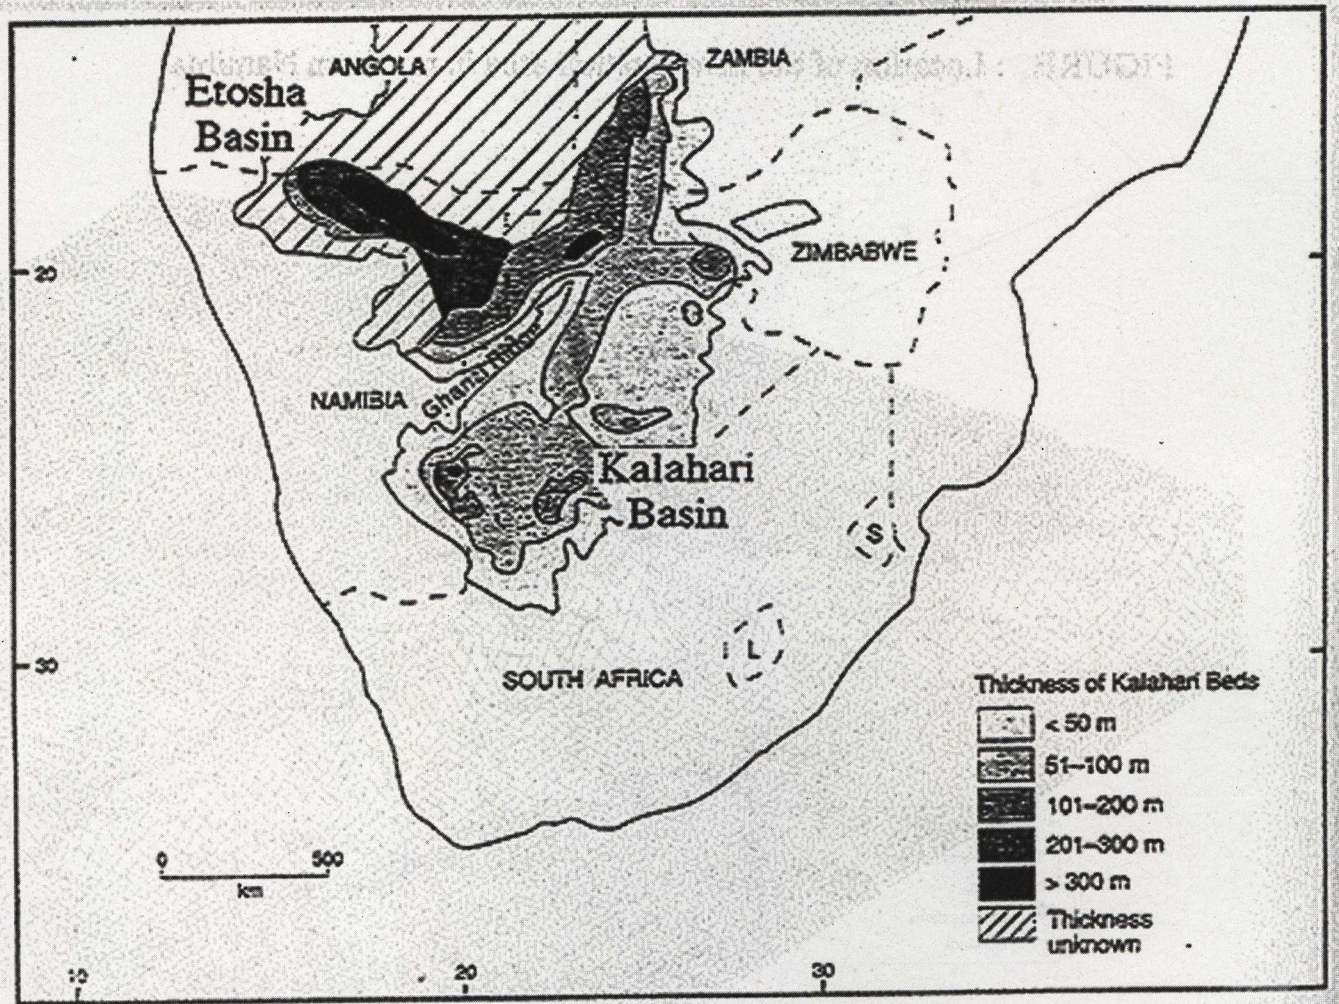 ANGOLA
ZAMBIA
Etosha
Basin
ZIMBABWE
20
NAMIBIA
Ghanzi Ridge
Kalahari
Basin
S
L
30
SOUTH AFRICA
Thickness of Kalahari Beds
< 50 m
51–100 m
101–200 m
201–300 m
> 300 m
Thickness
unknown
0 500
km
10 20 30